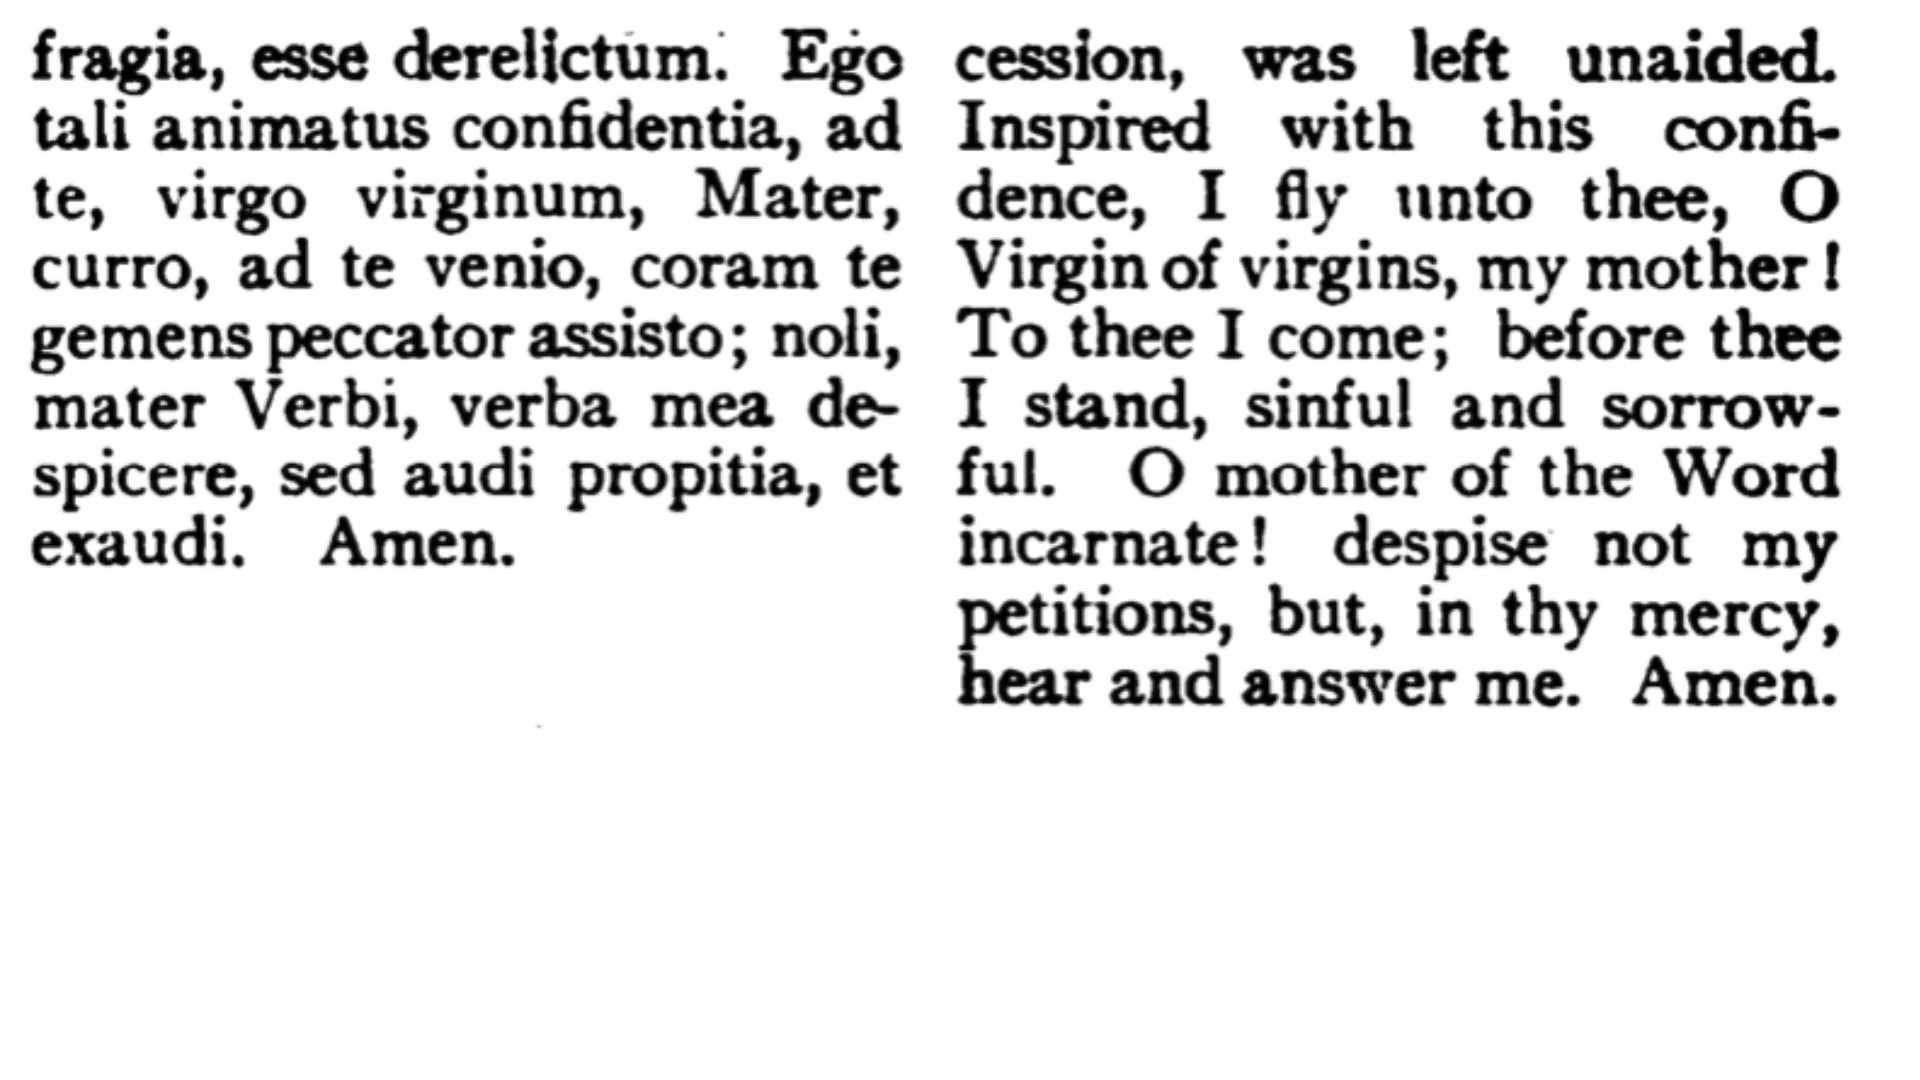 fragia, esse derelictum. Ego
tali animatus confidentia, ad
te, virgo virginum, Mater,
curro, ad te venio, coram te
gemens peccator assisto; noli,
mater Verbi, verba mea de-
spicere, sed audi propitia, et
exaudi. Amen.
cession, was left unaided.
Inspired with this confi-
dence, I fly unto thee, O
Virgin of virgins, my mother!
To thee I come; before thee
I stand, sinful and sorrow-
ful. O mother of the Word
incarnate! despise not my
petitions, but, in thy mercy,
hear and answer me. Amen.